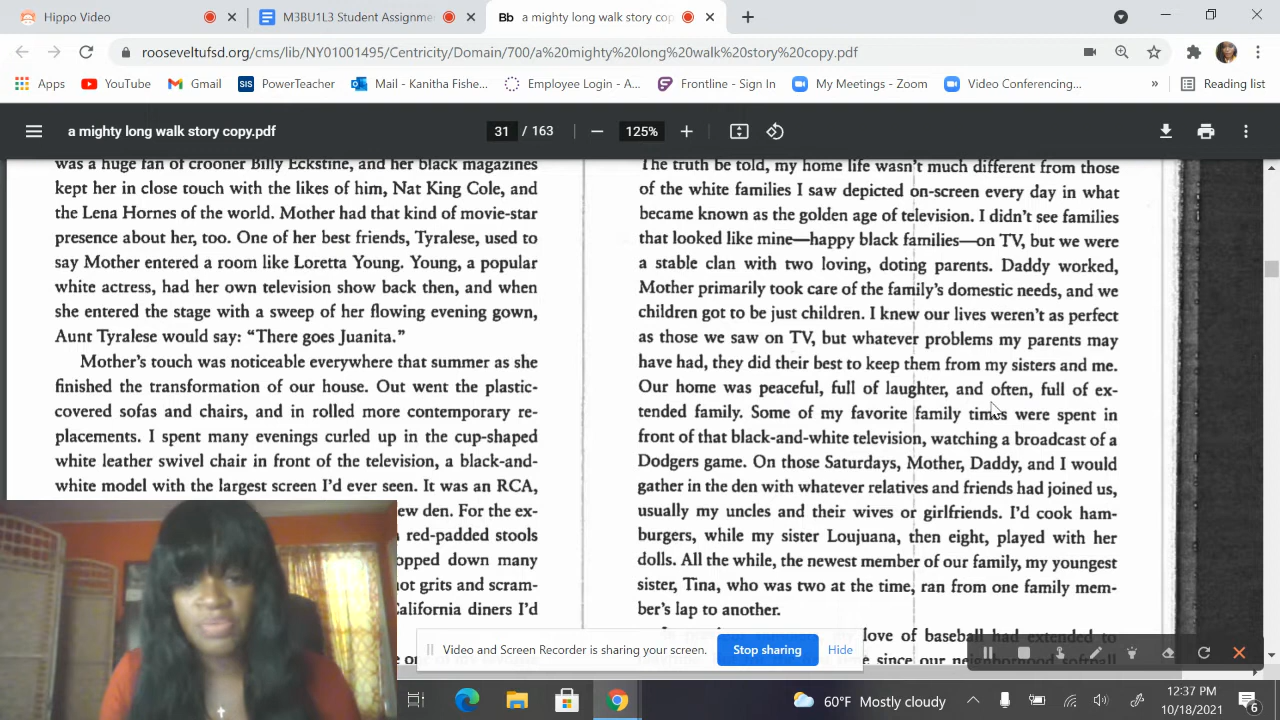 Hippo Video
M3BU1L3 Student Assignme
Bb a mighty long walk story cop
rooseveltufsd.org/cms/lib/NY01001495/Centricity/Domain/700/a%20mighty%20long%20walk%20story%20copy.pdf
Apps
YouTube
Gmail
SIS PowerTeacher
Mail - Kanitha Fishe...
Employee Login - A...
Frontline - Sign In
My Meetings - Zoom
Video Conferencing...
»
Reading list
a mighty long walk story copy.pdf
31 / 163
125%
was a huge fan of crooner Billy Eckstine, and her black magazines
kept her in close touch with the likes of him, Nat King Cole, and
the Lena Hornes of the world. Mother had that kind of movie-star
presence about her, too. One of her best friends, Tyralese, used to
say Mother entered a room like Loretta Young. Young, a popular
white actress, had her own television show back then, and when
she entered the stage with a sweep of her flowing evening gown,
Aunt Tyralese would say: “There goes Juanita.”
Mother’s touch was noticeable everywhere that summer as she
finished the transformation of our house. Out went the plastic-
covered sofas and chairs, and in rolled more contemporary re-
placements. I spent many evenings curled up in the cup-shaped
white leather swivel chair in front of the television, a black-and-
white model with the largest screen I’d ever seen. It was an RCA,
ew den. For the ex-
red-padded stools
opped down many
hot grits and scram-
California diners I’d
The truth be told, my home life wasn’t much different from those
of the white families I saw depicted on-screen every day in what
became known as the golden age of television. I didn’t see families
that looked like mine—happy black families—on TV, but we were
a stable clan with two loving, doting parents. Daddy worked,
Mother primarily took care of the family’s domestic needs, and we
children got to be just children. I knew our lives weren’t as perfect
as those we saw on TV, but whatever problems my parents may
have had, they did their best to keep them from my sisters and me.
Our home was peaceful, full of laughter, and often, full of ex-
tended family. Some of my favorite family times were spent in
front of that black-and-white television, watching a broadcast of a
Dodgers game. On those Saturdays, Mother, Daddy, and I would
gather in the den with whatever relatives and friends had joined us,
usually my uncles and their wives or girlfriends. I’d cook ham-
burgers, while my sister Loujuana, then eight, played with her
dolls. All the while, the newest member of our family, my youngest
sister, Tina, who was two at the time, ran from one family mem-
ber’s lap to another.
love of baseball had extended to
since our neighborhood softball
Video and Screen Recorder is sharing your screen.
Stop sharing
Hide
60°F Mostly cloudy
12:37 PM
10/18/2021
6